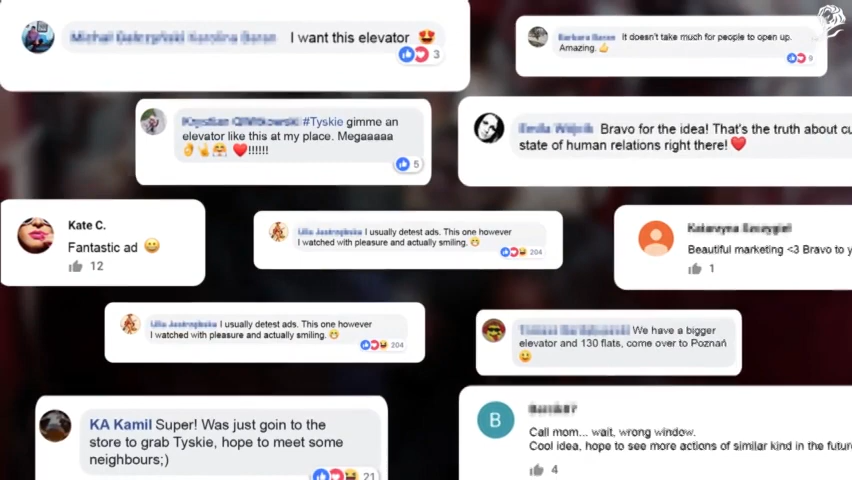 I want this elevator
3
It doesn't take much for people to open up.
Amazing.
#Tyskie gimme an
elevator like this at my place. Megaaaaa
!!!!!!
5
Bravo for the idea! That's the truth about cu
state of human relations right there!
Kate C.
Fantastic ad
12
I usually detest ads. This one however
I watched with pleasure and actually smiling.
204
Beautiful marketing <3 Bravo to y
1
I usually detest ads. This one however
I watched with pleasure and actually smiling.
204
We have a bigger
elevator and 130 flats, come over to Poznań
KA Kamil Super! Was just goin to the
store to grab Tyskie, hope to meet some
neighbours;)
21
B
Call mom... wait, wrong window.
Cool idea, hope to see more actions of similar kind in the future
4